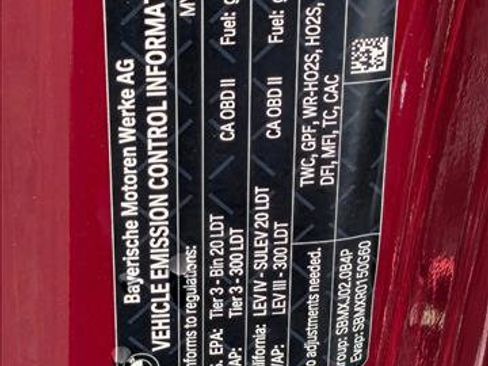 Bayerische Motoren Werke AG
VEHICLE EMISSION CONTROL INFORMAT
nforms to regulations: MY
S. EPA: Tier 3 - Bin 20 LDT CA OBD II Fuel: g
VAP: Tier 3 - 300 LDT
alifornia: LEV IV - SULEV 20 LDT CA OBD II Fuel: g
VAP: LEV III - 300 LDT
o adjustments needed. TWC, GPF, WR-HO2S, HO2S,
DFI, MFI, TC, CAC
group: SBMXJ02.0B4P
Evap: SBMXR0150G60